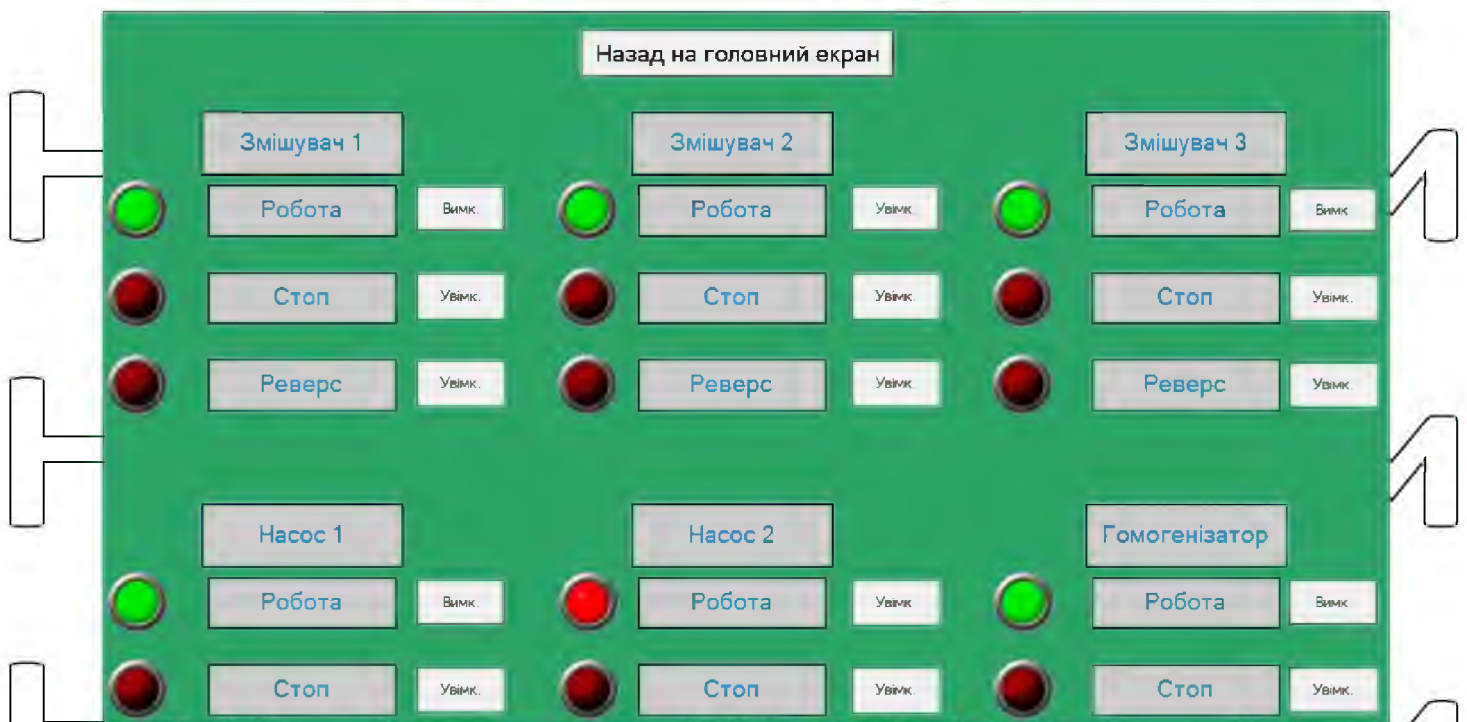 Назад на головний екран
Змішувач 1 Змішувач 2 Змішувач 3
Робота Вимк. Робота Увімк. Робота Вимк
Стоп Увімк. Стоп Увімк. Стоп Увімк.
Реверс Увімк. Реверс Увімк. Реверс Увімк.
Насос 1 Насос 2 Гомогенізатор
Робота Вимк. Робота Увімк Робота Вимк
Стоп Увімк. Стоп Увімк. Стоп Увімк.